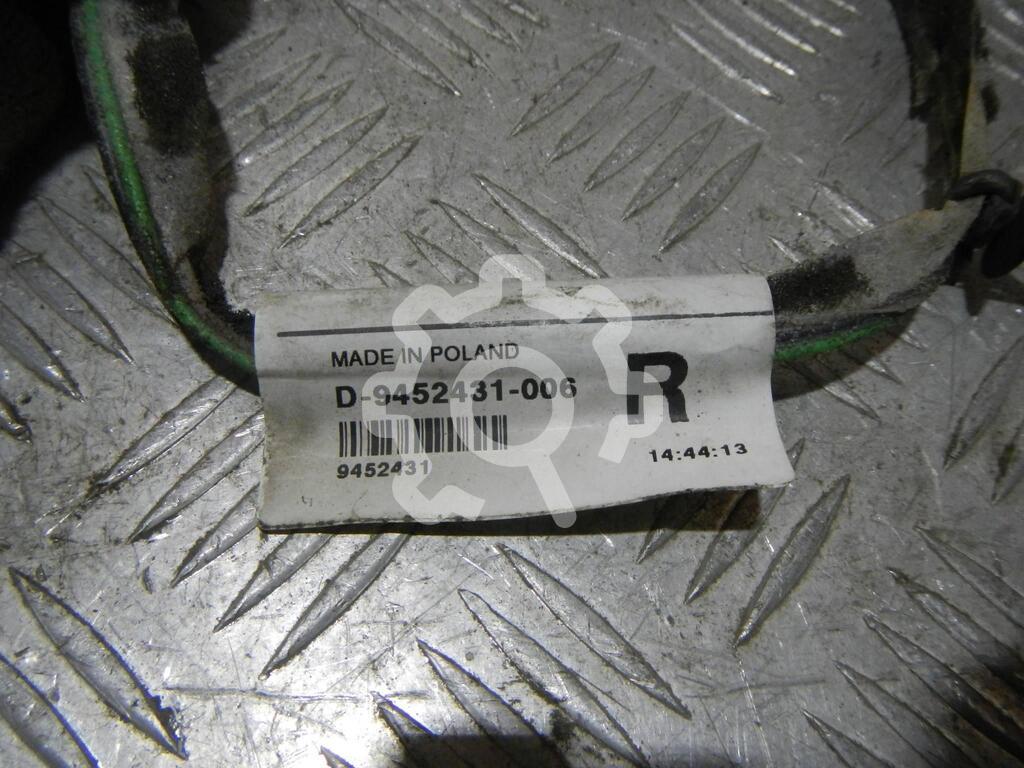 MADE IN POLAND
D-9452431-006
R
9452431
14:44:13